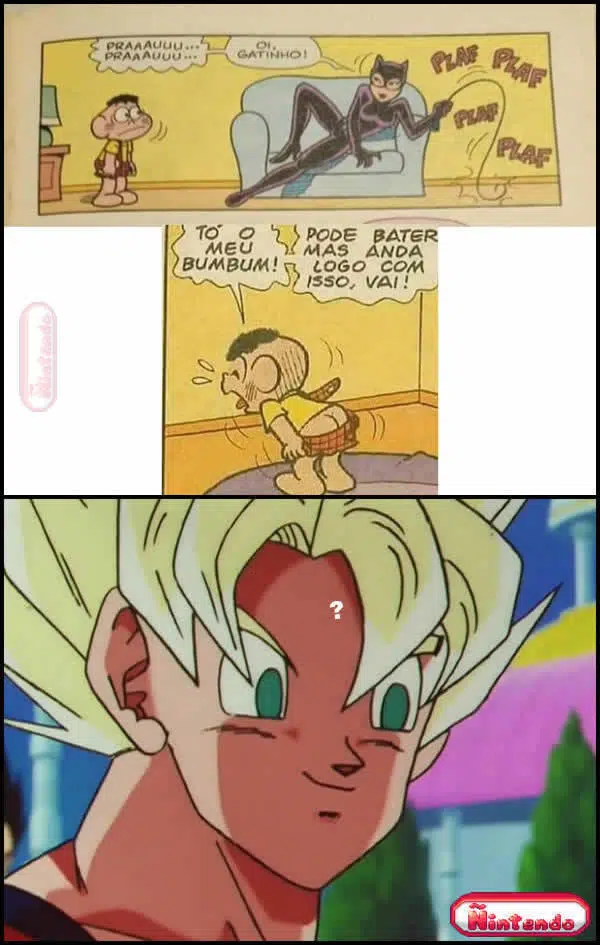 PRAAAUUU...
PRAAAUUU...
OI,
GATINHO!
PLAF
PLAF
PLAF
PLAF
TÓ O
MEU
BUMBUM!
PODE BATER
MAS ANDA
LOGO COM
ISSO, VAI!
Ñintendo
?
Ñintendo